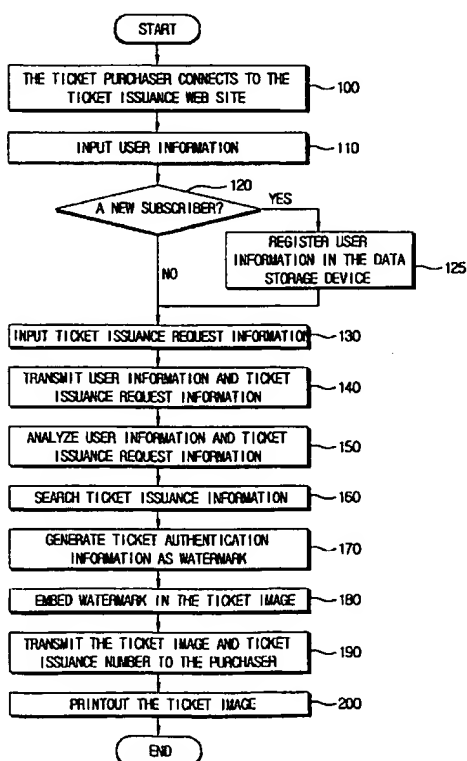 START
THE TICKET PURCHASER CONNECTS TO THE
TICKET ISSUANCE WEB SITE
100
INPUT USER INFORMATION
110
120
A NEW SUBSCRIBER?
YES
REGISTER USER
INFORMATION IN THE DATA
STORAGE DEVICE
125
NO
INPUT TICKET ISSUANCE REQUEST INFORMATION
130
TRANSMIT USER INFORMATION AND TICKET
ISSUANCE REQUEST INFORMATION
140
ANALYZE USER INFORMATION AND TICKET
ISSUANCE REQUEST INFORMATION
150
SEARCH TICKET ISSUANCE INFORMATION
160
GENERATE TICKET AUTHENTICATION
INFORMATION AS WATERMARK
170
EMBED WATERMARK IN THE TICKET IMAGE
180
TRANSMIT THE TICKET IMAGE AND TICKET
ISSUANCE NUMBER TO THE PURCHASER
190
PRINTOUT THE TICKET IMAGE
200
END